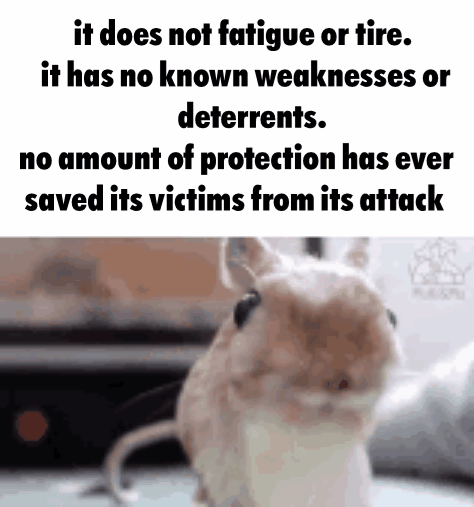 it does not fatigue or tire.
it has no known weaknesses or
deterrents.
no amount of protection has ever
saved its victims from its attack